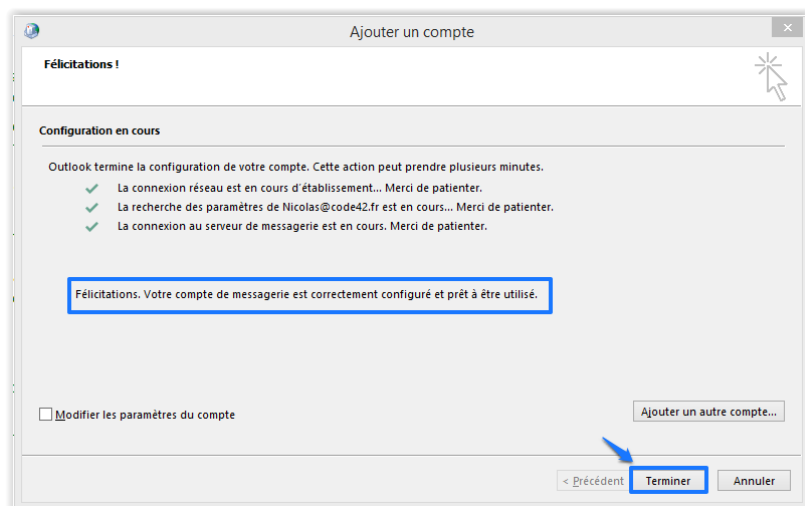 Ajouter un compte
Félicitations !
Configuration en cours
Outlook termine la configuration de votre compte. Cette action peut prendre plusieurs minutes.
La connexion réseau est en cours d'établissement... Merci de patienter.
La recherche des paramètres de Nicolas@code42.fr est en cours... Merci de patienter.
La connexion au serveur de messagerie est en cours. Merci de patienter.
Félicitations. Votre compte de messagerie est correctement configuré et prêt à être utilisé.
Modifier les paramètres du compte
Ajouter un autre compte...
< Précédent Terminer Annuler